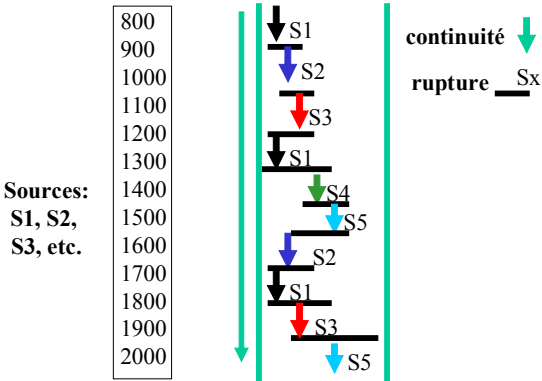 800
900
1000
1100
1200
1300
1400
1500
1600
1700
1800
1900
2000
Sources:
S1, S2,
S3, etc.
S1
S2
S3
S1
S4
S5
S2
S1
S3
S5
continuité
rupture Sx